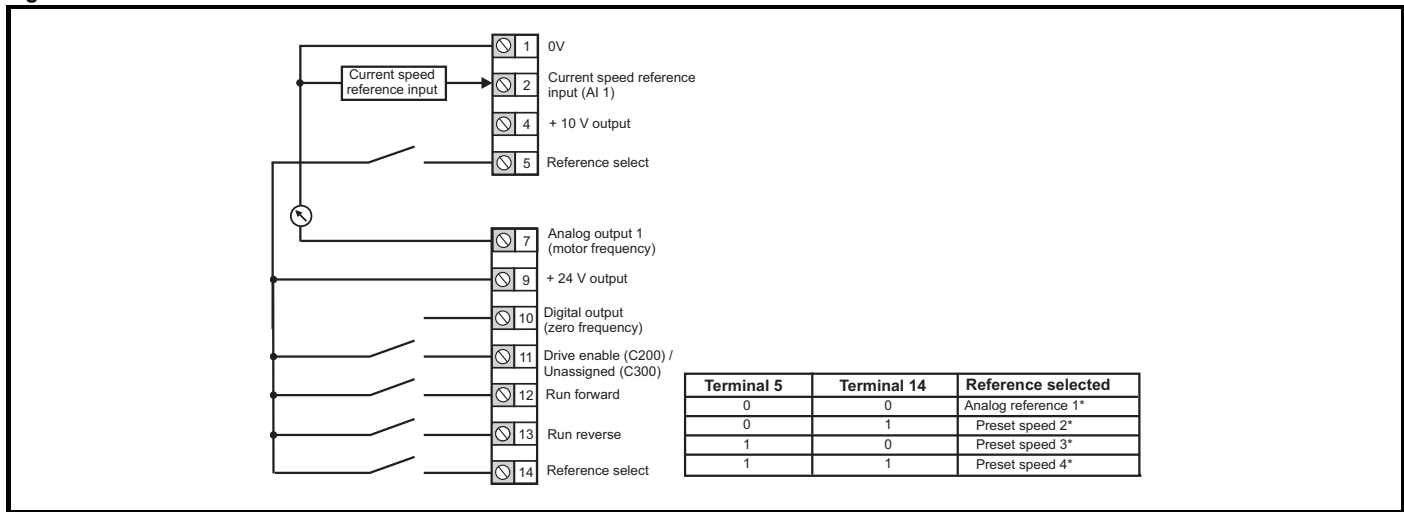 1 0V
Current speed
reference input
2 Current speed reference
input (AI 1)
4 + 10 V output
5 Reference select
7 Analog output 1
(motor frequency)
9 + 24 V output
10 Digital output
(zero frequency)
11 Drive enable (C200) /
Unassigned (C300)
12 Run forward
13 Run reverse
14 Reference select
Terminal 5 Terminal 14 Reference selected
0 0 Analog reference 1*
0 1 Preset speed 2*
1 0 Preset speed 3*
1 1 Preset speed 4*